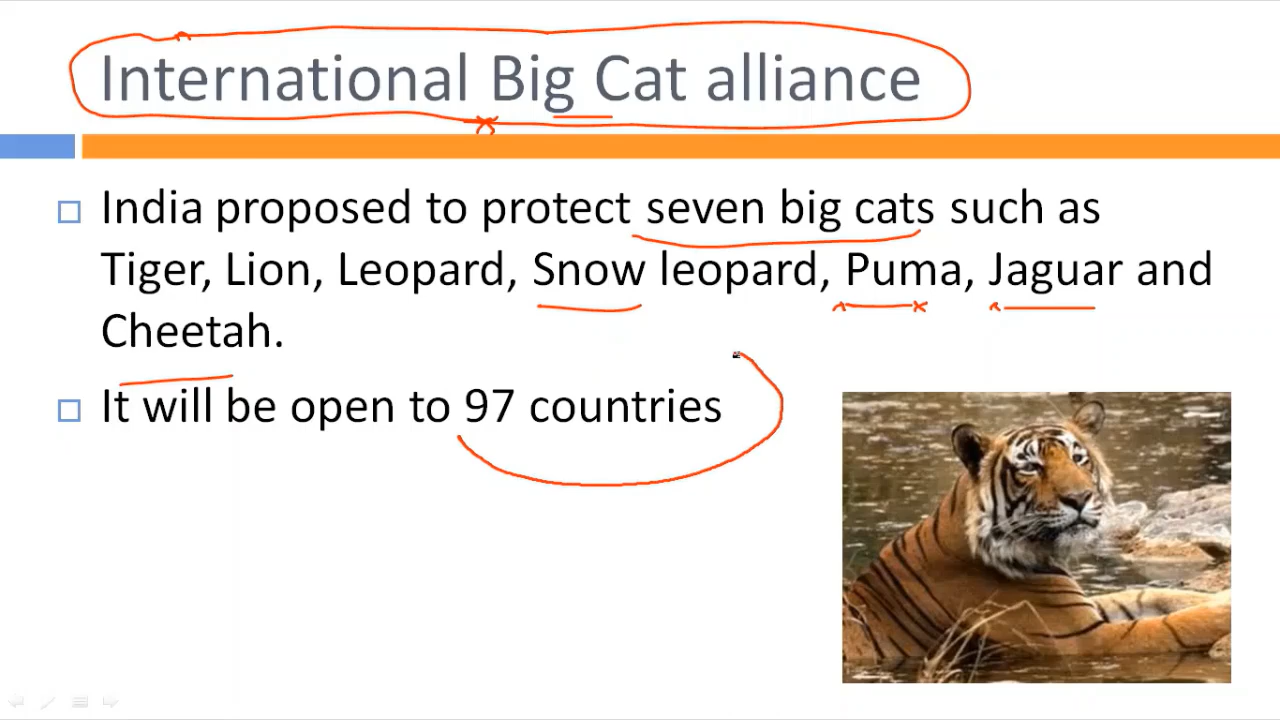 International Big Cat alliance
India proposed to protect seven big cats such as
Tiger, Lion, Leopard, Snow leopard, Puma, Jaguar and
Cheetah.
It will be open to 97 countries